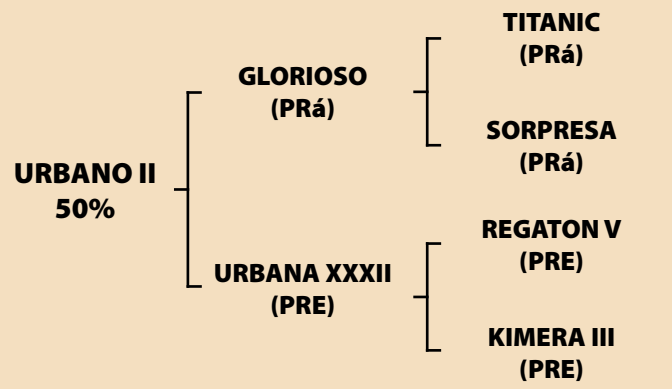 TITANIC
(PRá)
GLORIOSO
(PRá)
SORPRESA
(PRá)
URBANO II
50%
REGATON V
(PRE)
URBANA XXXII
(PRE)
KIMERA III
(PRE)